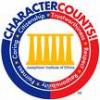 CHARACTER COUNTS!
Caring • Citizenship • Trustworthiness • Respect • Responsibility • Fairness •
Josephson Institute of Ethics